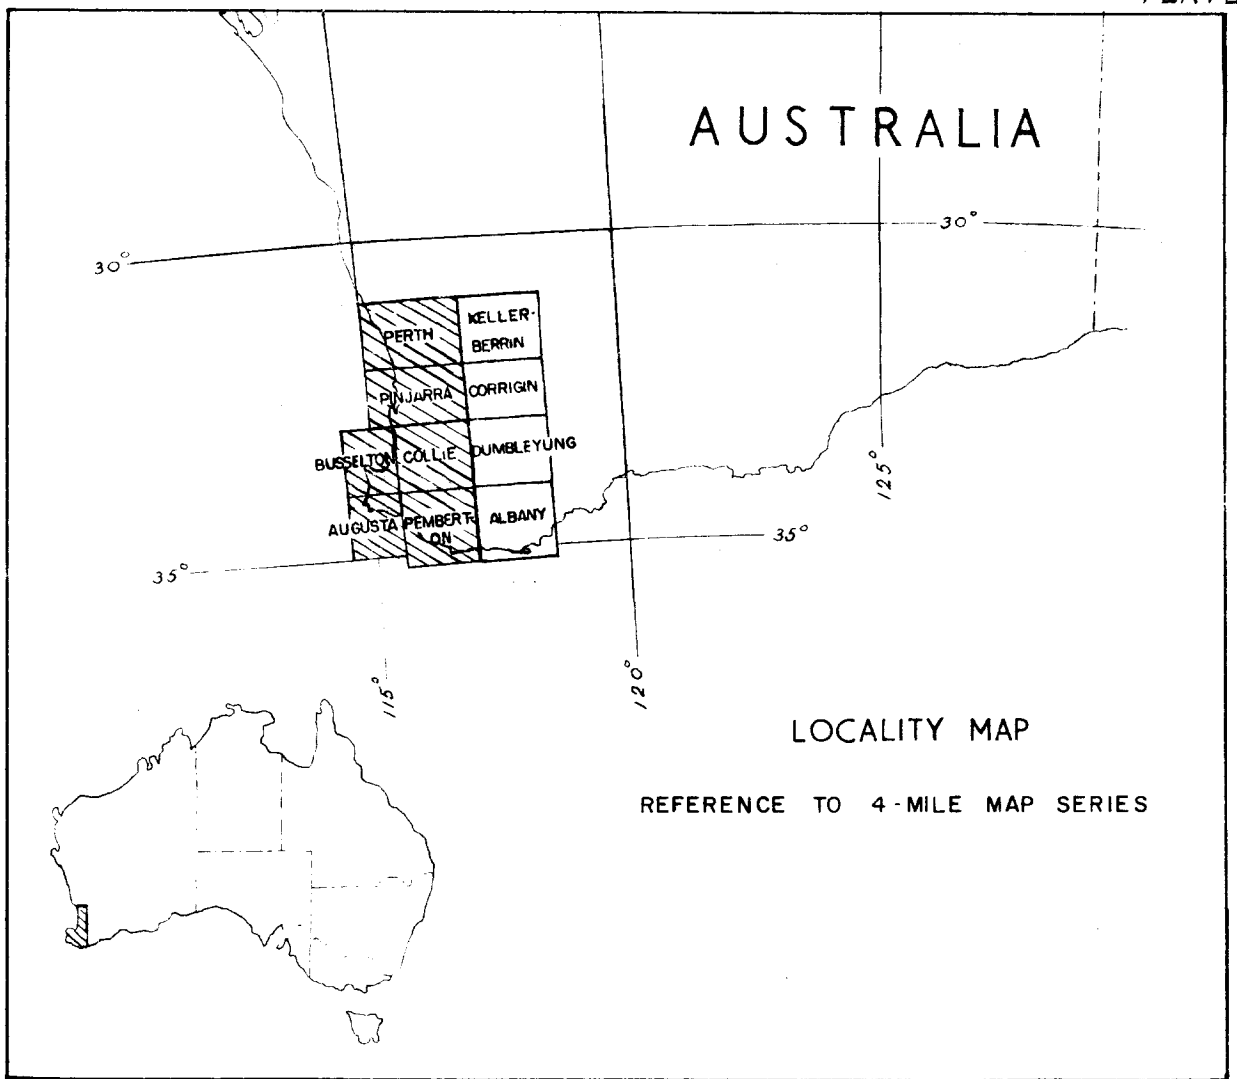 AUSTRALIA
30°
30°
PERTH
KELLER-
BERRIN
PINJARRA
CORRIGIN
BUSSELTON
COLLIE
DUMBLEYUNG
AUGUSTA
PEMBERT-
ON
ALBANY
125°
35°
35°
115°
120°
LOCALITY MAP
REFERENCE TO 4-MILE MAP SERIES